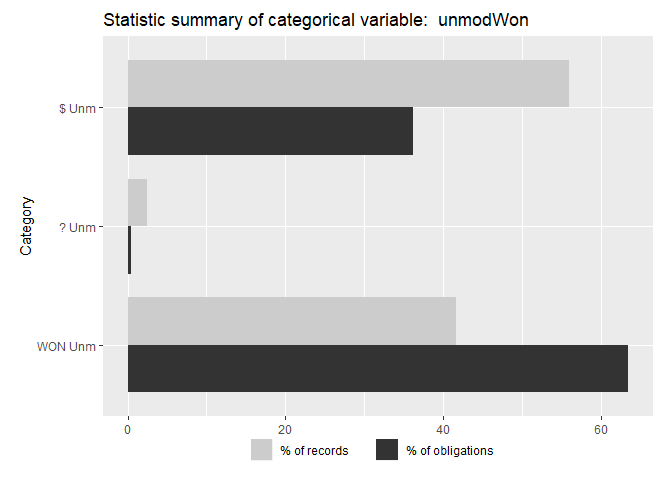 Statistic summary of categorical variable:  unmodWon
Category
$ Unm
? Unm
WON Unm
0 20 40 60
% of records % of obligations